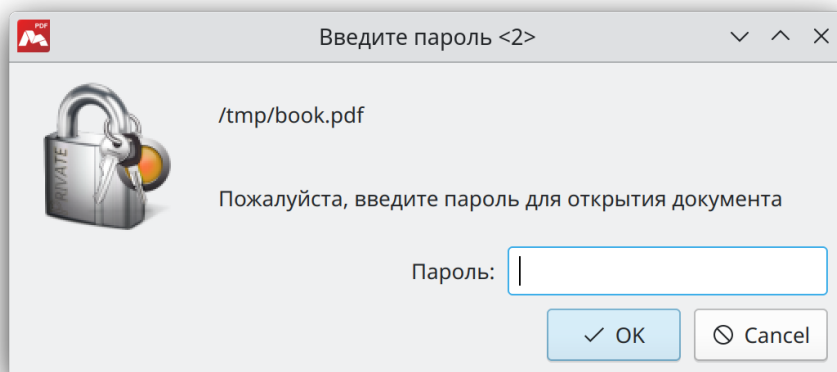 PDF
Введите пароль <2>
PRIVATE
/tmp/book.pdf
Пожалуйста, введите пароль для открытия документа
Пароль:
OK
Cancel